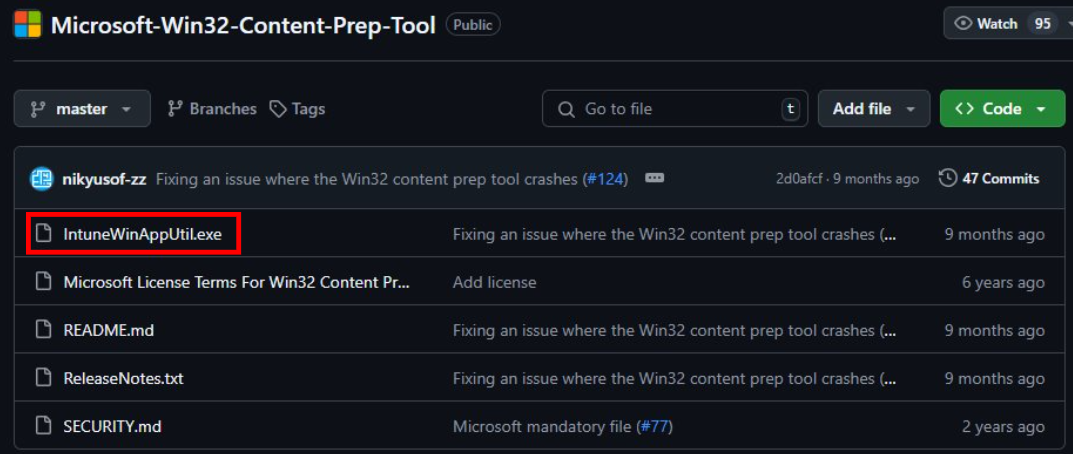 Microsoft-Win32-Content-Prep-Tool Public Watch 95
master Branches Tags Go to file t Add file Code
nikyusof-zz Fixing an issue where the Win32 content prep tool crashes (#124) 2d0afcf · 9 months ago 47 Commits
IntuneWinAppUtil.exe Fixing an issue where the Win32 content prep tool crashes (... 9 months ago
Microsoft License Terms For Win32 Content Pr... Add license 6 years ago
README.md Fixing an issue where the Win32 content prep tool crashes (... 9 months ago
ReleaseNotes.txt Fixing an issue where the Win32 content prep tool crashes (... 9 months ago
SECURITY.md Microsoft mandatory file (#77) 2 years ago